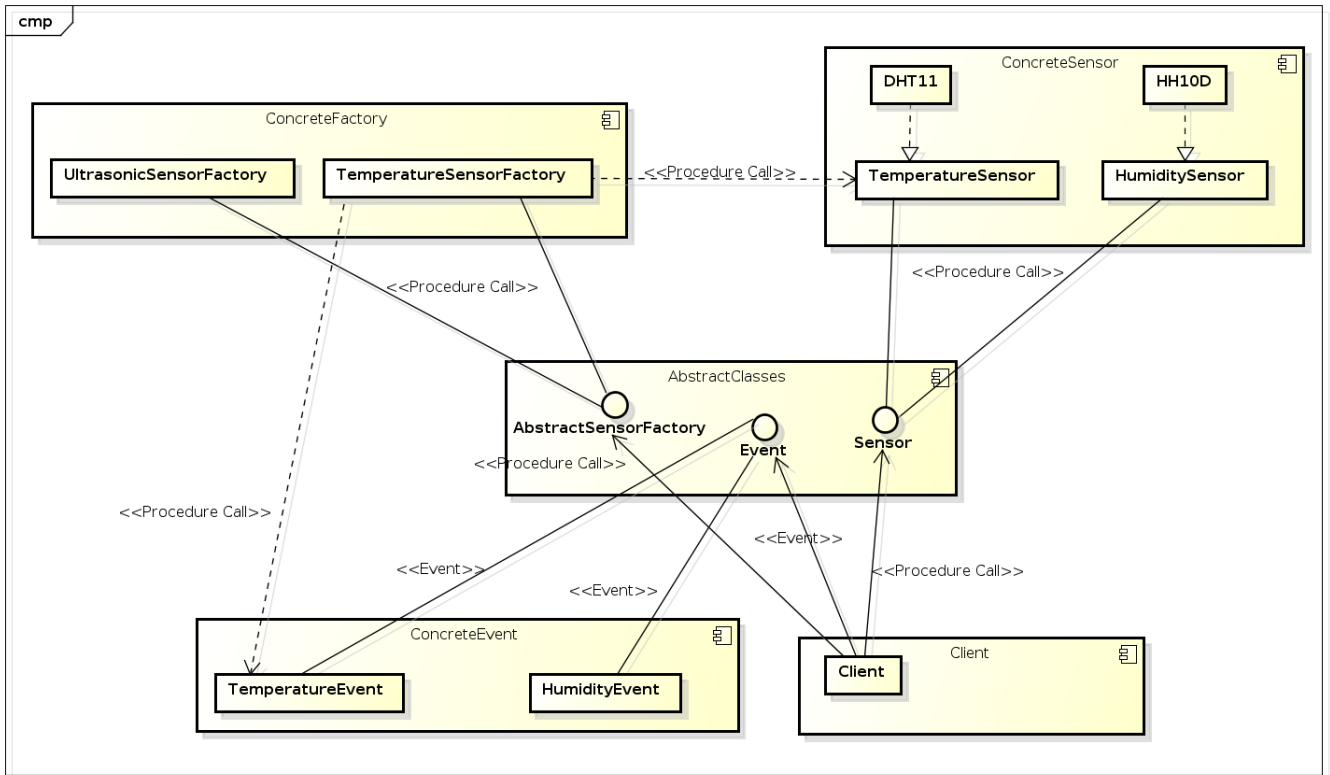 cmp
ConcreteSensor
DHT11
HH10D
ConcreteFactory
UltrasonicSensorFactory
TemperatureSensorFactory
<<Procedure Call>>
TemperatureSensor
HumiditySensor
<<Procedure Call>>
<<Procedure Call>>
AbstractClasses
AbstractSensorFactory
Event
Sensor
<<Procedure Call>>
<<Procedure Call>>
<<Event>>
<<Event>>
<<Procedure Call>>
<<Event>>
ConcreteEvent
Client
TemperatureEvent
HumidityEvent
Client